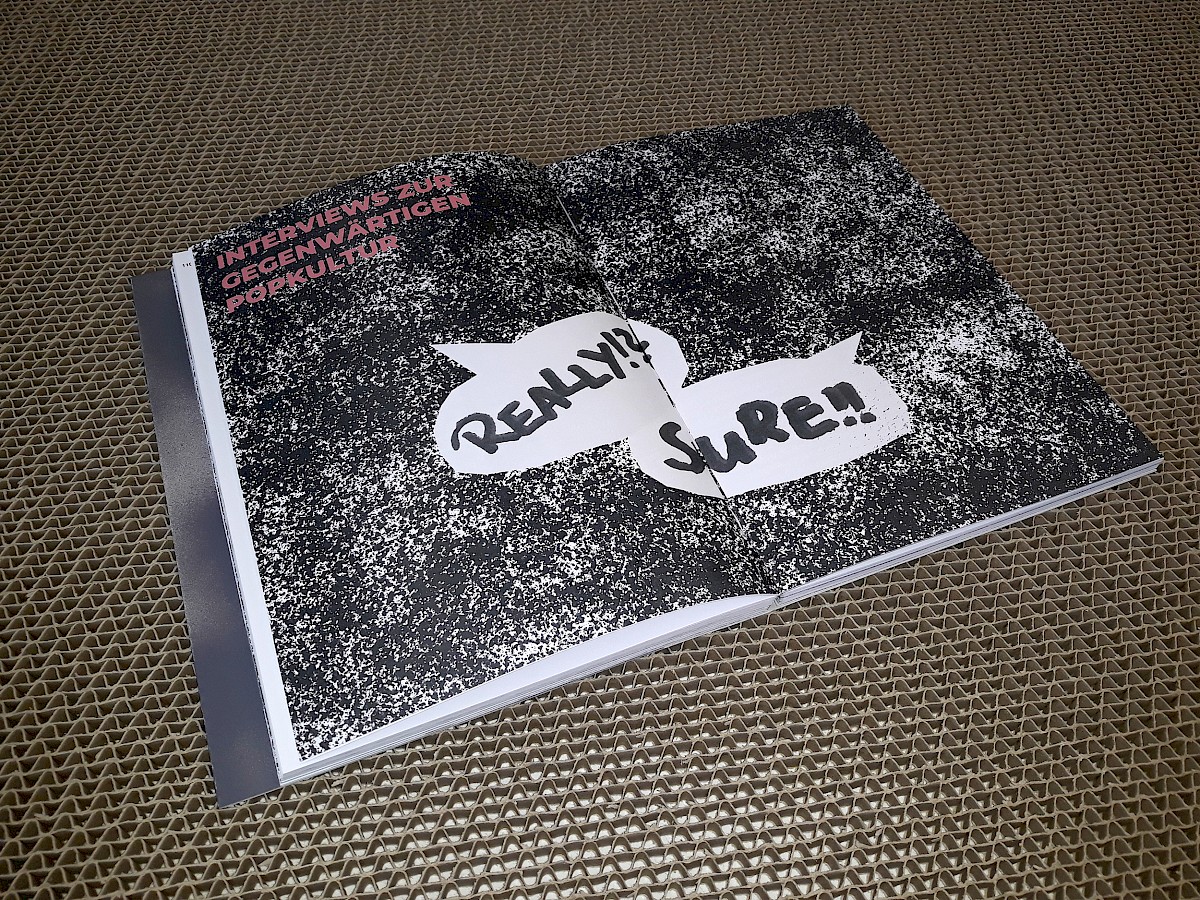 INTERVIEWS ZUR
GEGENWÄRTIGEN
POPKULTUR
REALLY!?
SURE!!